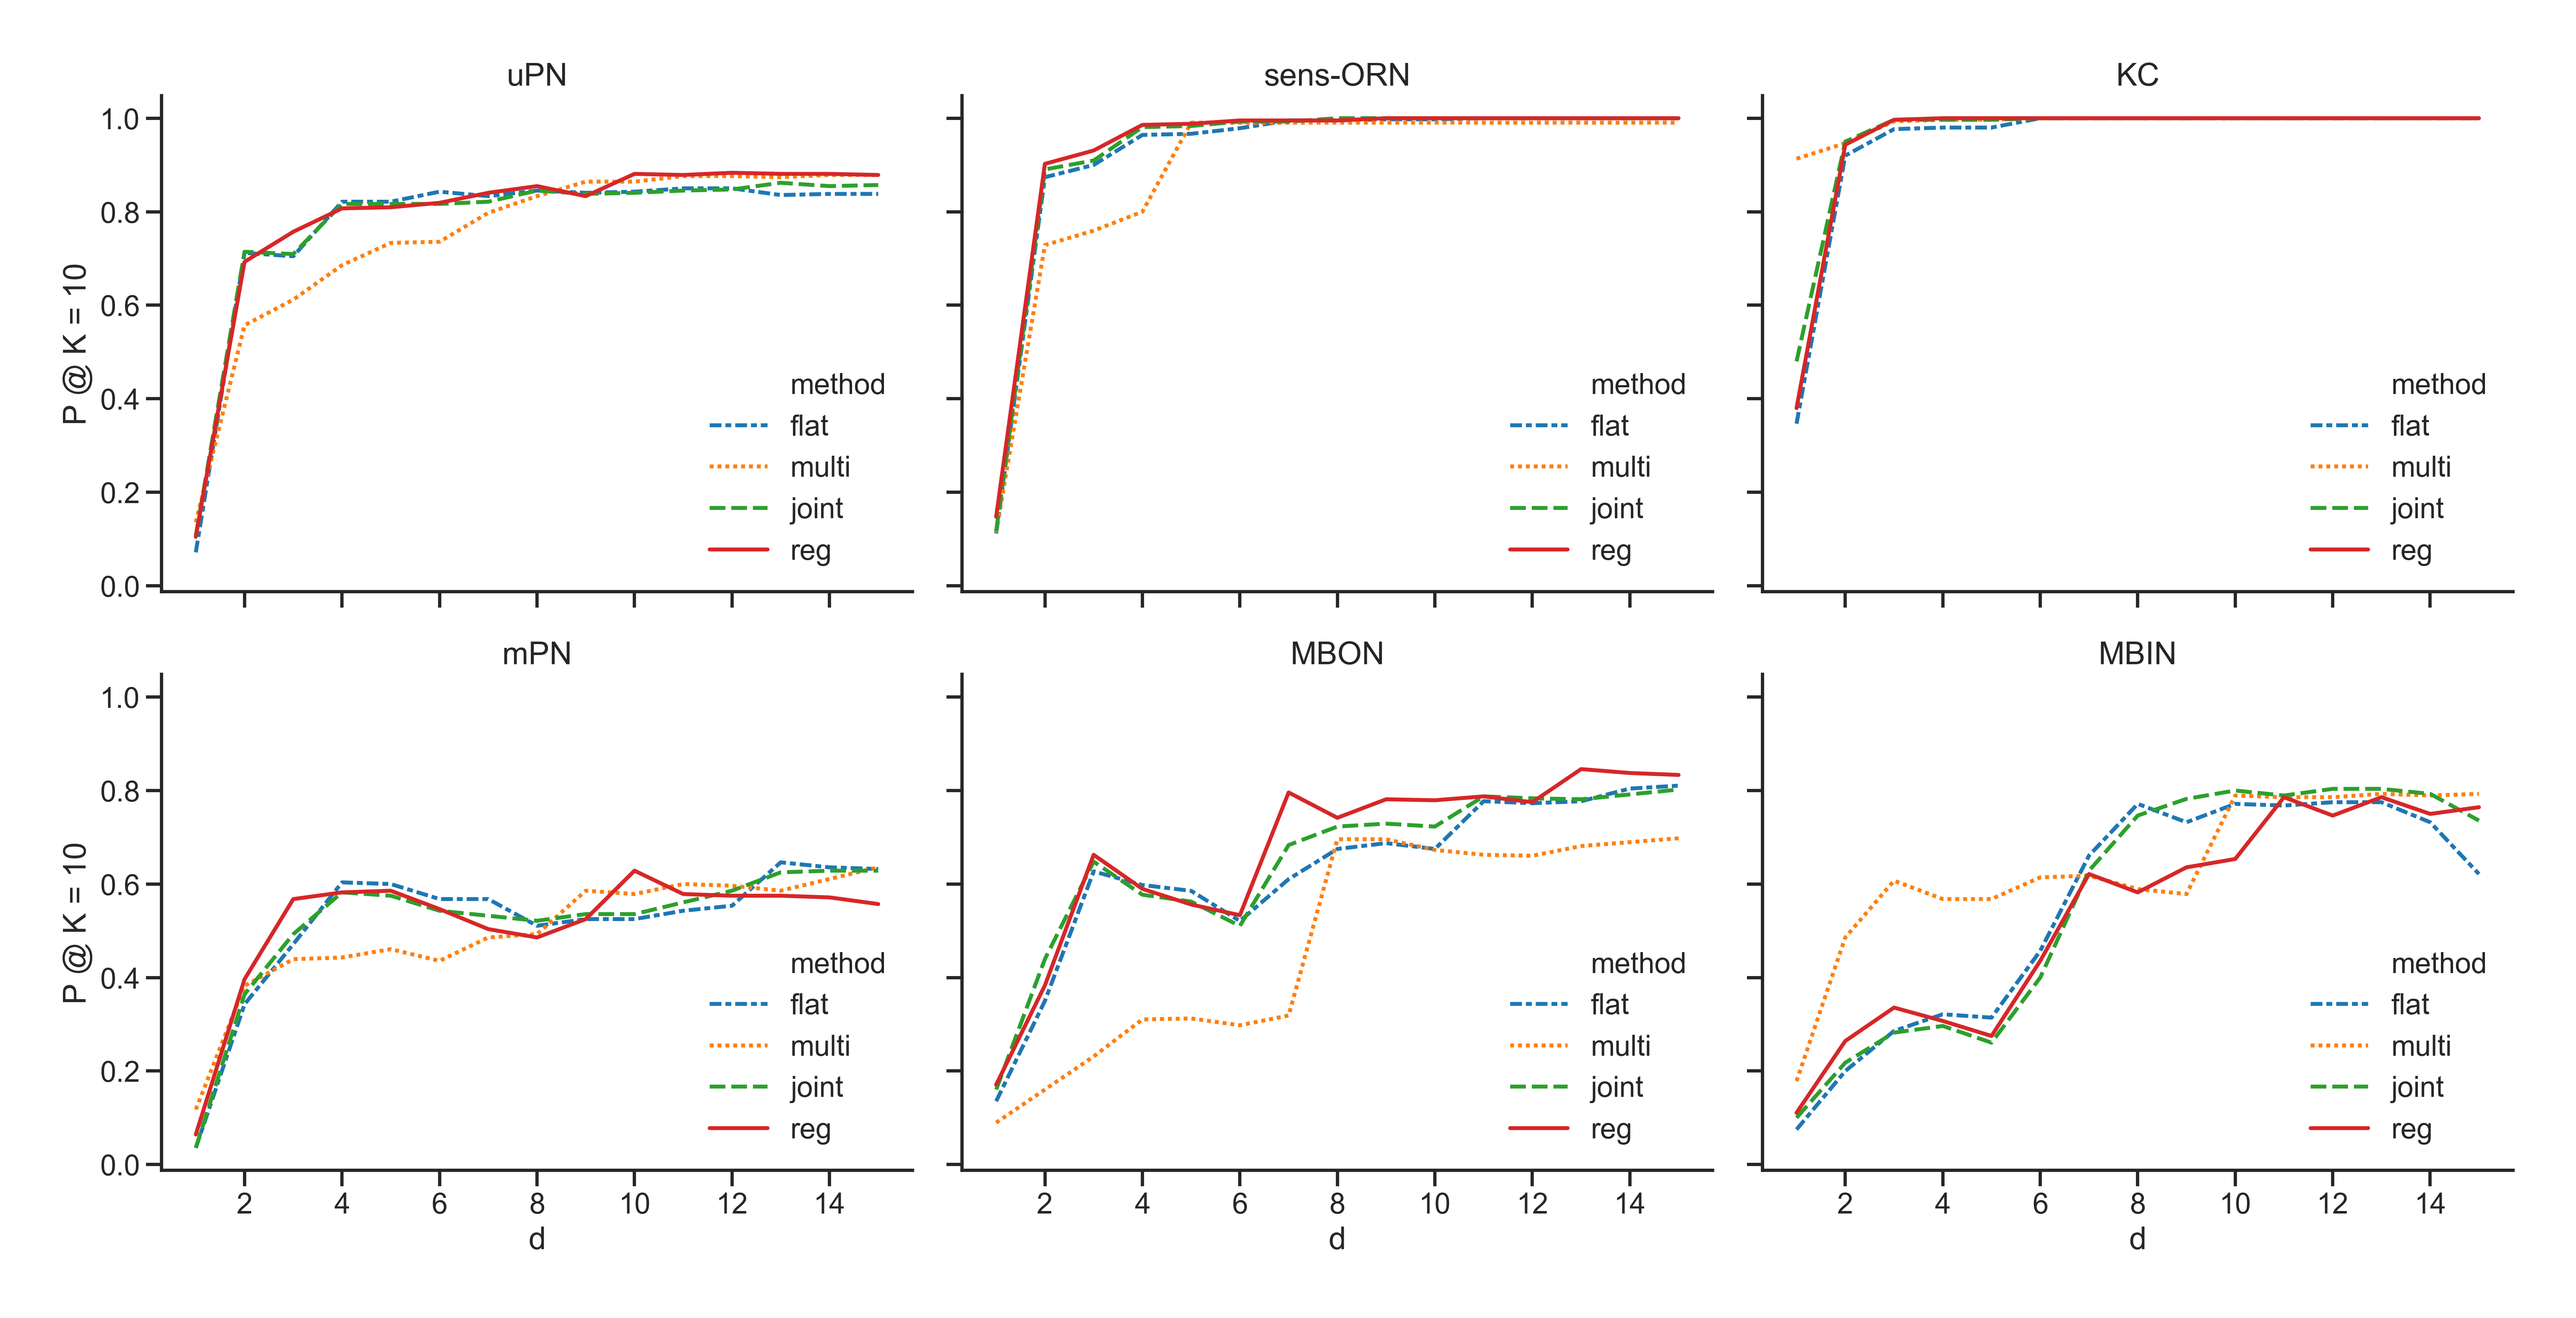 uPN
sens-ORN
KC
1.0
0.8
0.6
0.4
0.2
0.0
P @ K = 10
method
flat
multi
joint
reg
method
flat
multi
joint
reg
method
flat
multi
joint
reg
mPN
MBON
MBIN
1.0
0.8
0.6
0.4
0.2
0.0
P @ K = 10
method
flat
multi
joint
reg
method
flat
multi
joint
reg
method
flat
multi
joint
reg
2 4 6 8 10 12 14
2 4 6 8 10 12 14
2 4 6 8 10 12 14
d
d
d